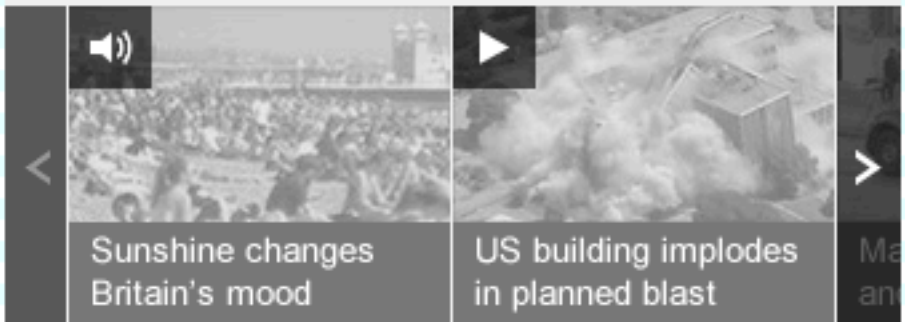 Sunshine changes
Britain's mood
US building implodes
in planned blast